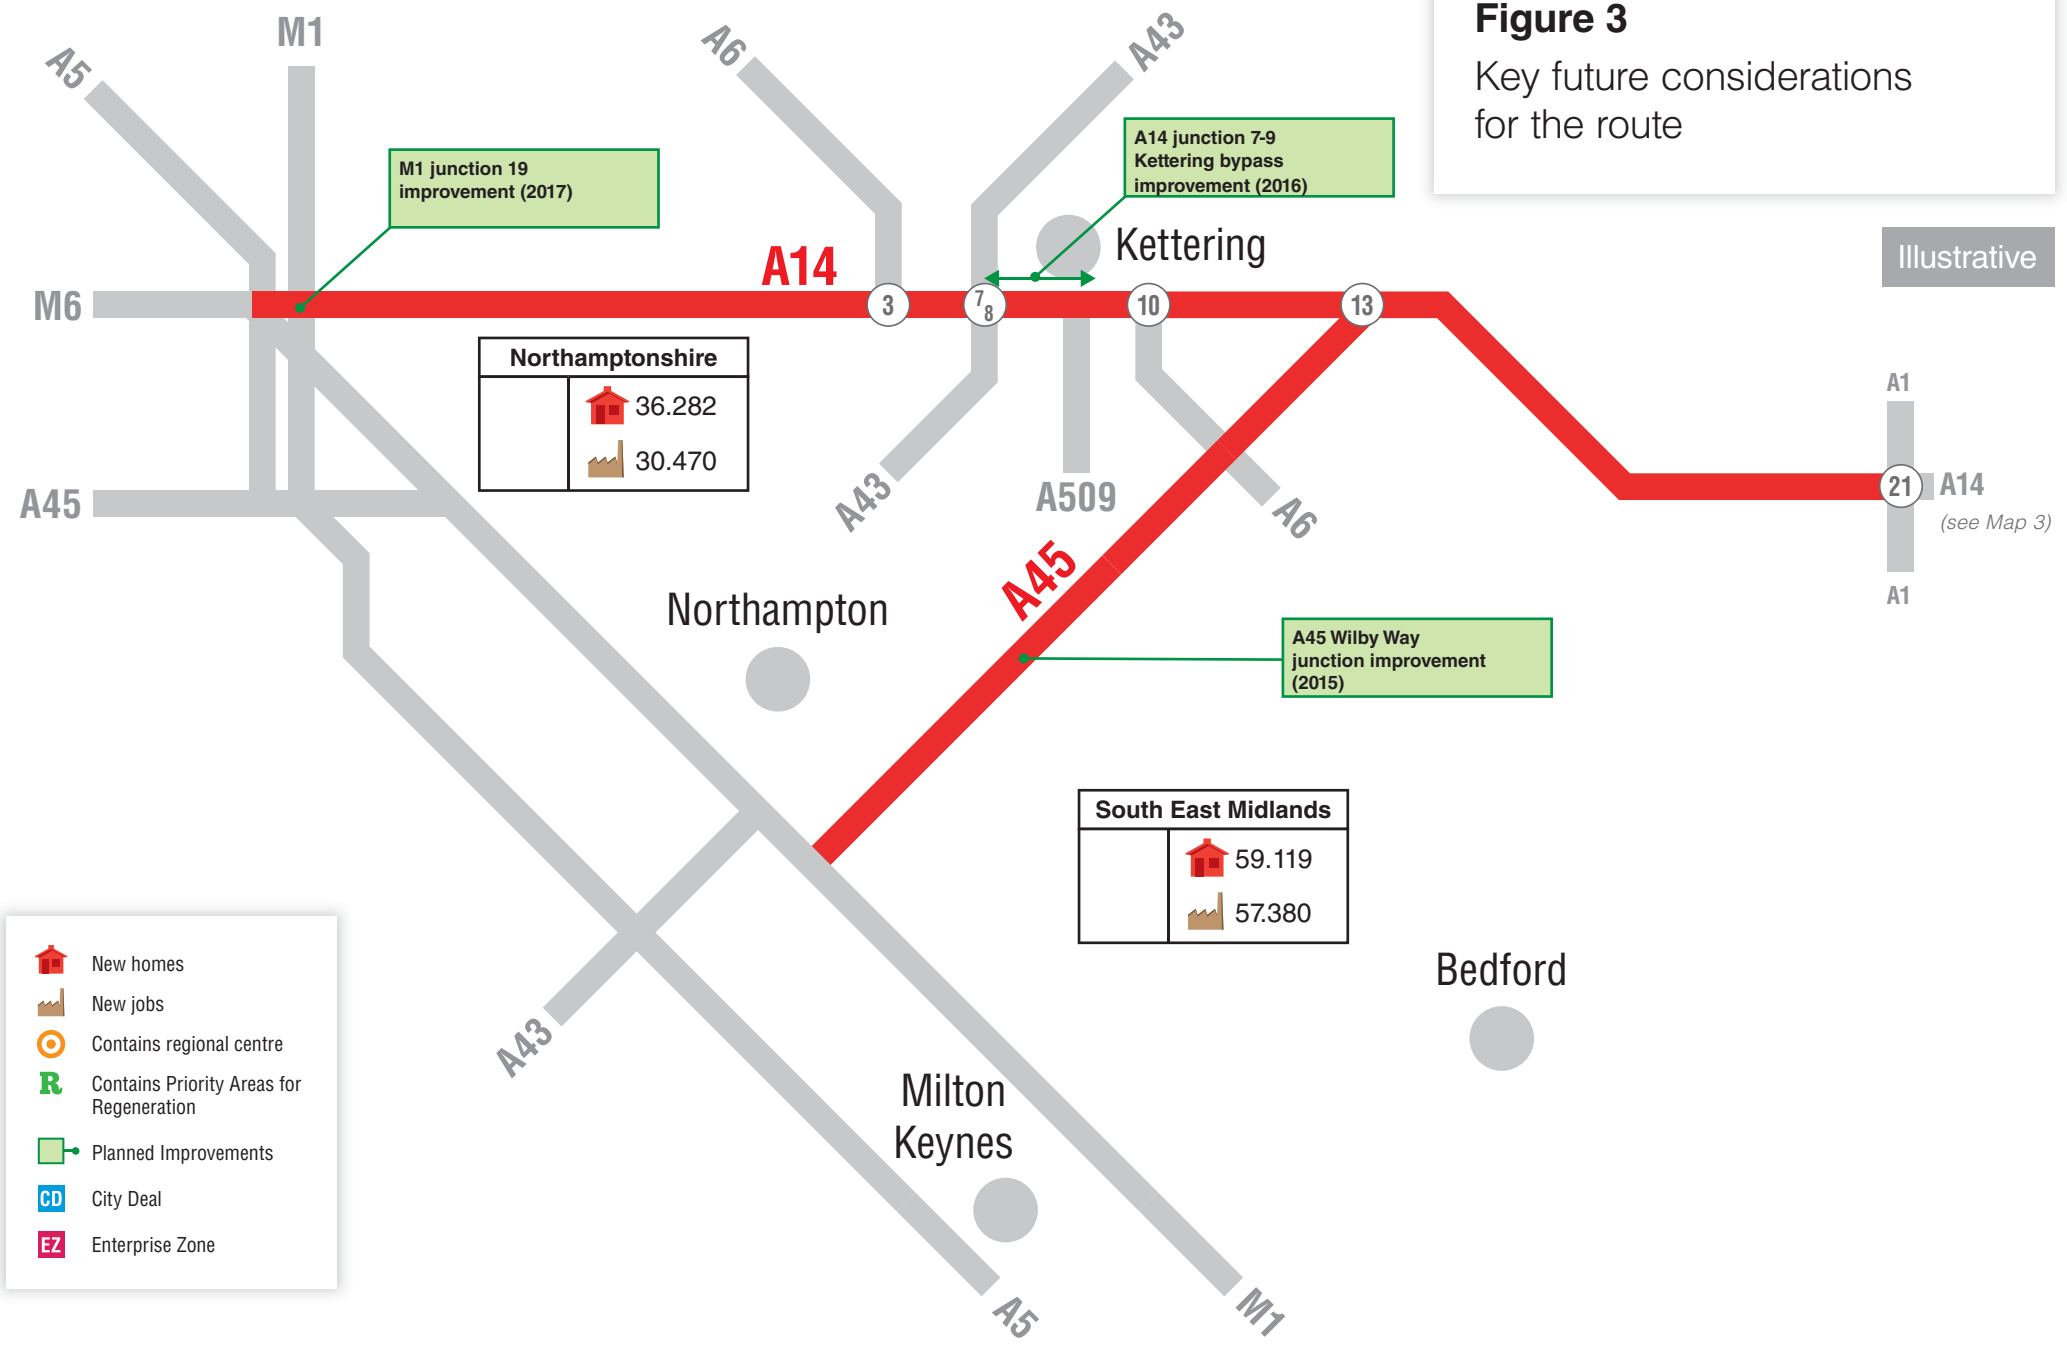 Figure 3
Key future considerations
for the route
Illustrative
A5
M1
A6
A43
M1 junction 19
improvement (2017)
A14 junction 7-9
Kettering bypass
improvement (2016)
Kettering
A14
M6
3
7
8
10
13
Northamptonshire
36.282
30.470
A1
A45
A43
A509
A6
21
A14
(see Map 3)
A1
A45
Northampton
A45 Wilby Way
junction improvement
(2015)
South East Midlands
59.119
57.380
Bedford
A43
Milton
Keynes
A5
M1
New homes
New jobs
Contains regional centre
R
Contains Priority Areas for
Regeneration
Planned Improvements
CD
City Deal
EZ
Enterprise Zone